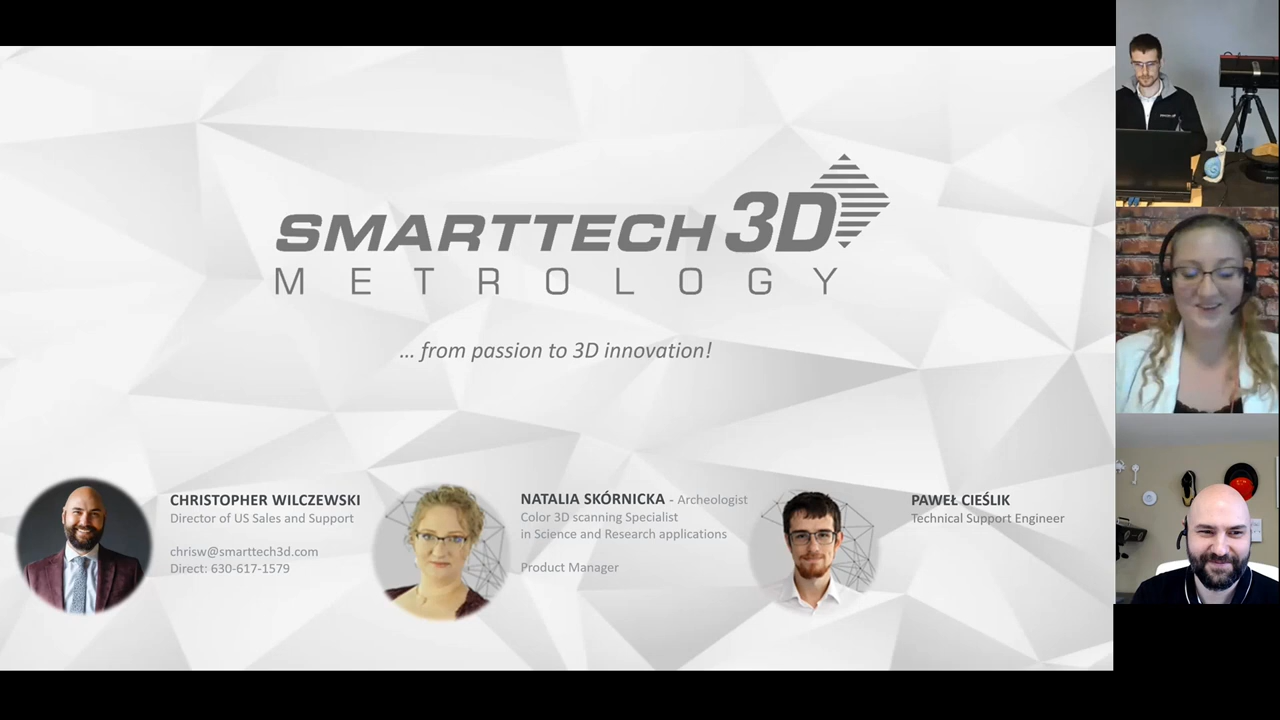 SMARTTECH 3D
METROLOGY
... from passion to 3D innovation!
CHRISTOPHER WILCZEWSKI
Director of US Sales and Support
chrisw@smarttech3d.com
Direct: 630-617-1579
NATALIA SKÓRNICKA - Archeologist
Color 3D scanning Specialist
in Science and Research applications
Product Manager
PAWEŁ CIEŚLIK
Technical Support Engineer